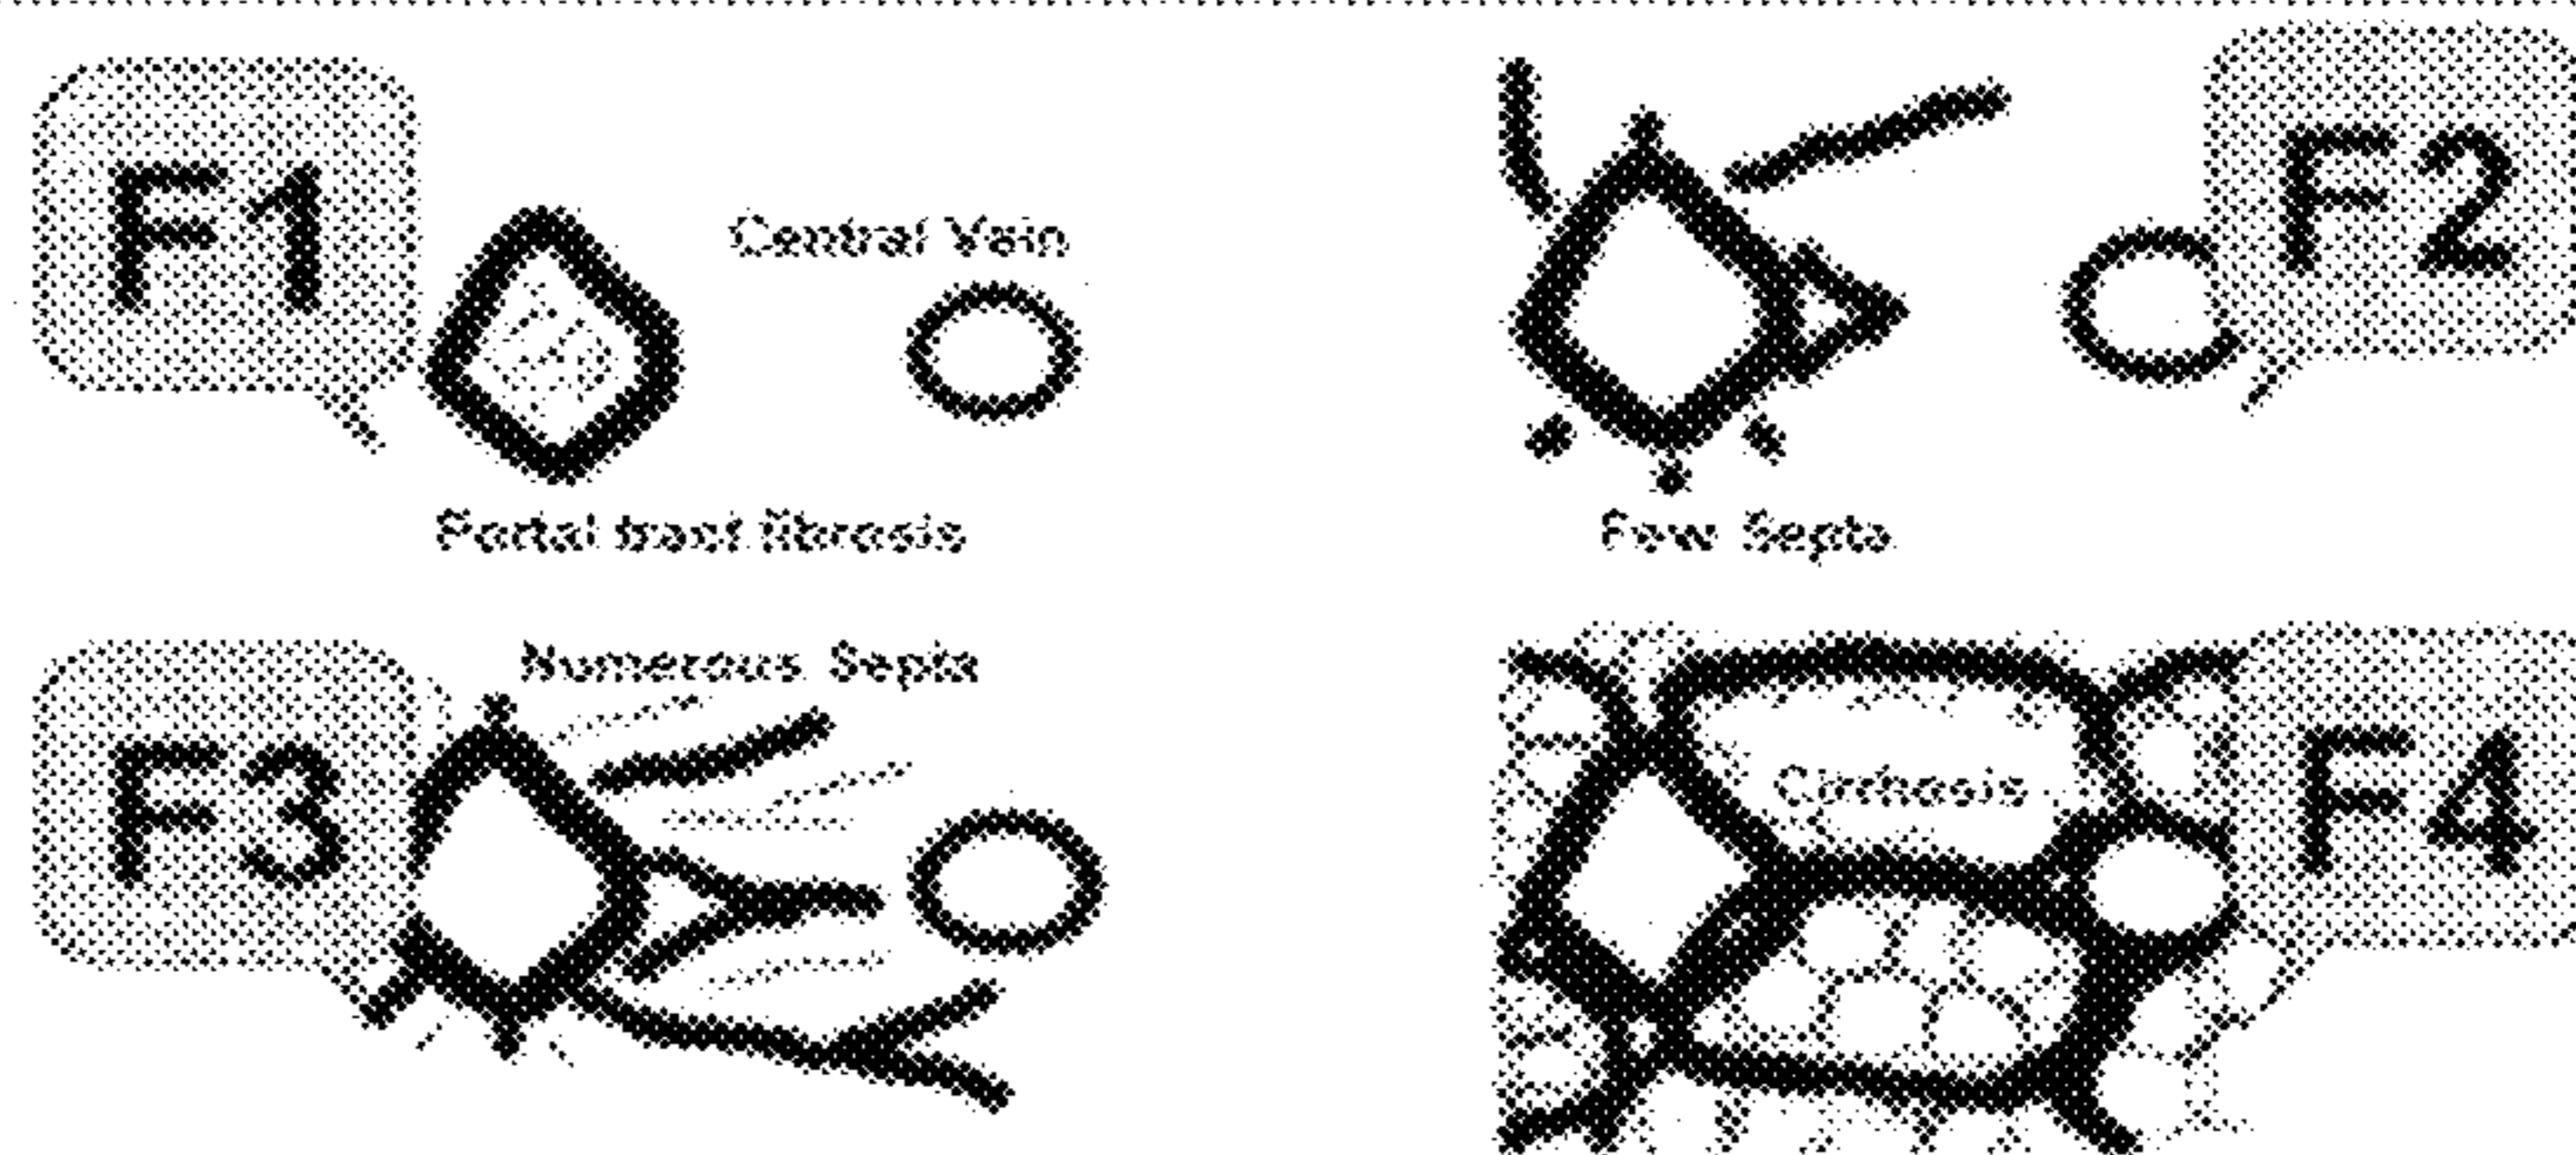 F1
Central Vein
Portal tract fibrosis
F2
Few Septa
F3
Numerous Septa
F4
Cirrhosis